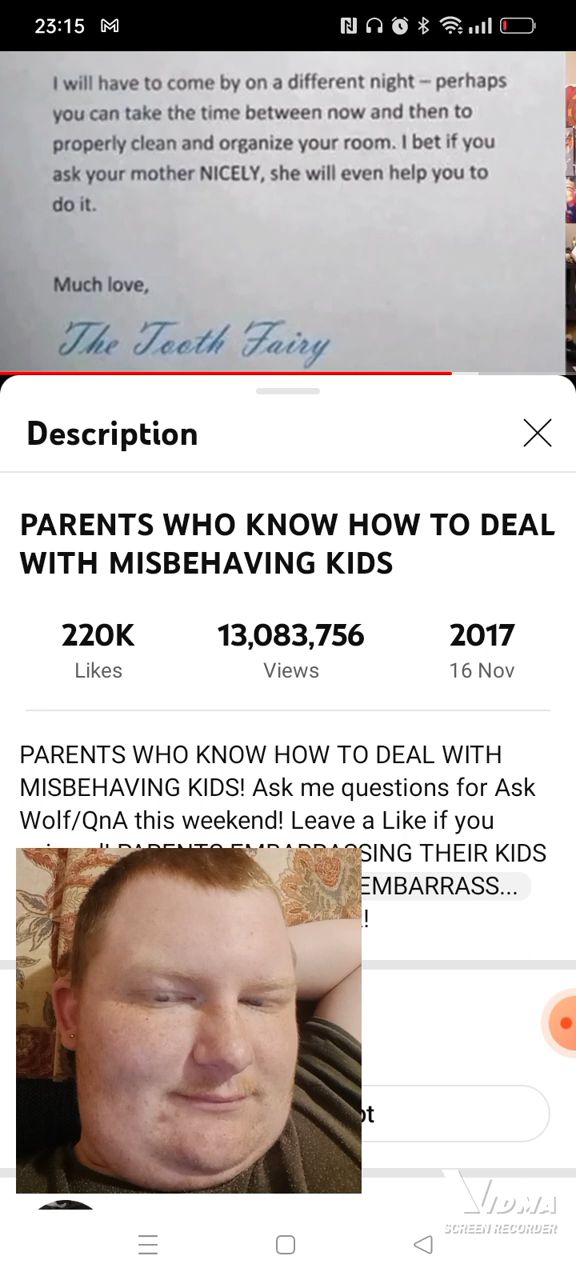 23:15
I will have to come by on a different night – perhaps
you can take the time between now and then to
properly clean and organize your room. I bet if you
ask your mother NICELY, she will even help you to
do it.
Much love,
The Tooth Fairy
Description
PARENTS WHO KNOW HOW TO DEAL
WITH MISBEHAVING KIDS
220K 13,083,756 2017
Likes Views 16 Nov
PARENTS WHO KNOW HOW TO DEAL WITH
MISBEHAVING KIDS! Ask me questions for Ask
Wolf/QnA this weekend! Leave a Like if you
THEIR KIDS
EMBARRASS...
VIDMA
SCREEN RECORDER